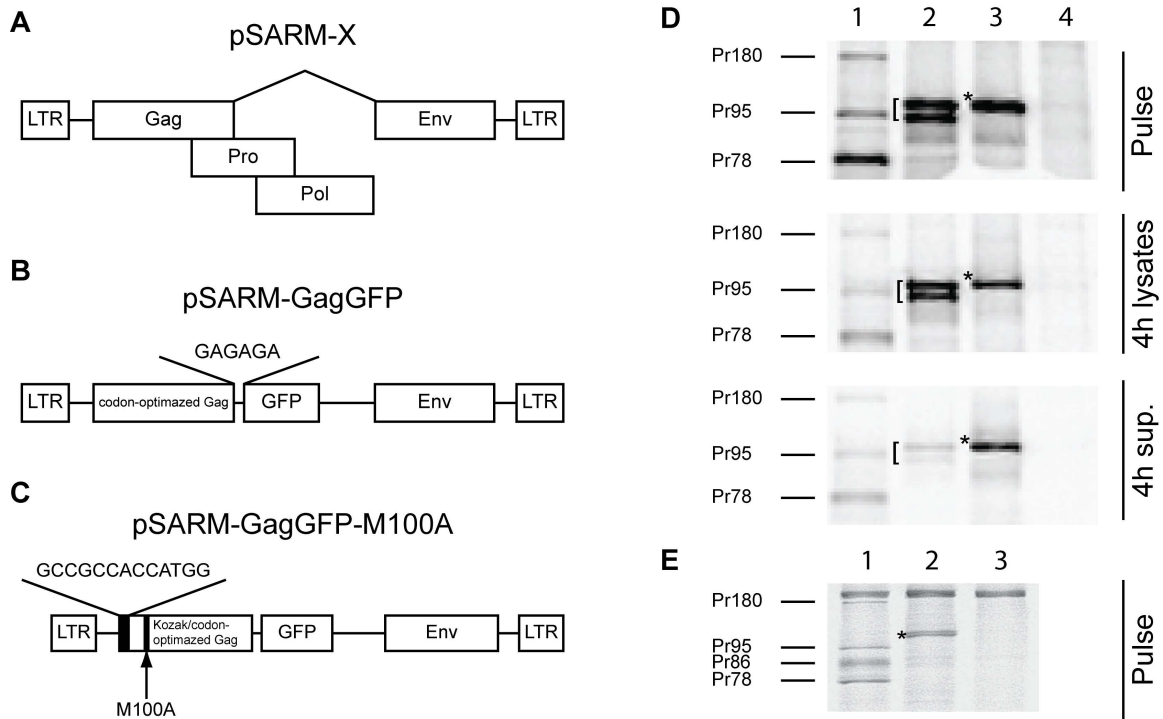 A
pSARM-X
LTR
Gag
Env
LTR
Pro
Pol
B
pSARM-GagGFP
GAGAGA
LTR
codon-optimazed Gag
GFP
Env
LTR
C
pSARM-GagGFP-M100A
GCCGCCACCATGG
LTR
Kozak/codon-
optimazed Gag
GFP
Env
LTR
M100A
D
1 2 3 4
Pr180
Pr95
[
*
Pr78
Pulse
Pr180
Pr95
[
*
Pr78
4h lysates
Pr180
Pr95
[
*
Pr78
4h sup.
E
1 2 3
Pr180
*
Pr95
Pr86
Pr78
Pulse